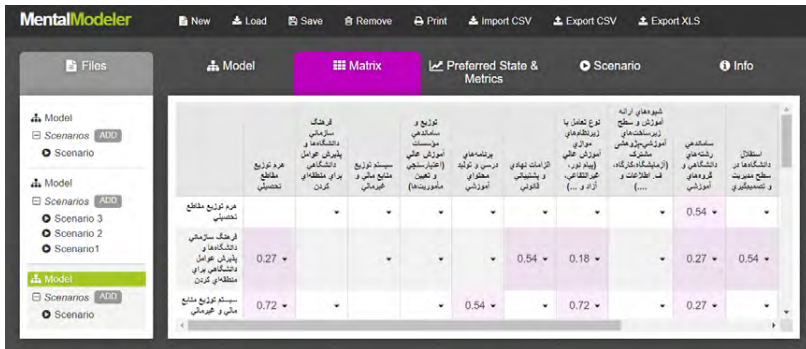 MentalModeler
New
Load
Save
Remove
Print
Import CSV
Export CSV
Export XLS
Files
Model
Matrix
Preferred State &
Metrics
Scenario
Info
Model
Scenarios ADD
Scenario
Model
Scenarios ADD
Scenario 3
Scenario 2
Scenario1
Model
Scenarios ADD
Scenario
هرم توزیع
مقاطع
تحصیلی
فرهنگ
سازمانی
دانشگاه‌ها و
پذیرش عوامل
دانشگاهی
برای منطقه‌ای
کردن
سیستم توزیع
منابع مالی و
غیرمالی
توزیع و
ساماندهی
مؤسسات
آموزش عالی
(اعتبارسنجی
و تعیین
مأموریت‌ها)
برنامه‌های
درسی و تولید
محتوای
آموزشی
الزامات نهادی
و پشتیبانی
قانونی
نوع تعامل با
زیرنظام‌های
موازی
آموزش عالی
(پیام نور،
غیرانتفاعی،
آزاد و ...)
شیوه‌های ارائه
آموزش و سطح
زیرساخت‌های
آموزشی-پژوهشی
مشترک
(آزمایشگاه،کارگاه،
ف. اطلاعات و
....)
ساماندهی
رشته‌های
دانشگاهی و
گروه‌های
آموزشی
استقلال
دانشگاه‌ها در
سطح مدیریت
و تصمیم‌گیری
هرم توزیع مقاطع
تحصیلی
0.54
فرهنگ سازمانی
دانشگاه‌ها و
پذیرش عوامل
دانشگاهی برای
منطقه‌ای کردن
0.27 0.54 0.18 0.27 0.54
سیستم توزیع منابع
مالی و غیرمالی
0.72 0.54 0.72 0.27